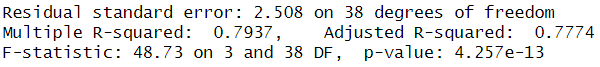 Residual standard error: 2.508 on 38 degrees of freedom
Multiple R-squared:  0.7937,    Adjusted R-squared:  0.7774
F-statistic: 48.73 on 3 and 38 DF,  p-value: 4.257e-13